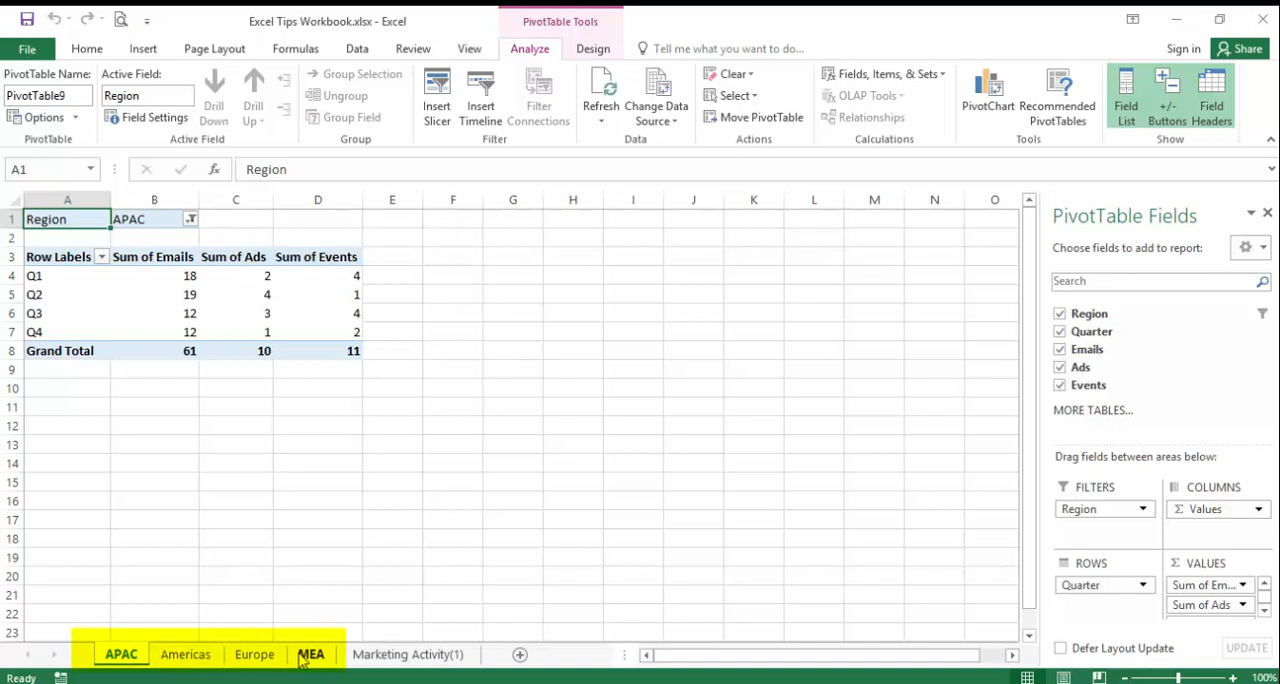 Excel Tips Workbook.xlsx - Excel
PivotTable Tools
File Home Insert Page Layout Formulas Data Review View Analyze Design Tell me what you want to do... Sign in Share
PivotTable Name:
PivotTable9
Options
PivotTable
Active Field:
Region
Field Settings
Drill Down
Drill Up
Active Field
Group Selection
Ungroup
Group Field
Group
Insert Slicer
Insert Timeline
Filter Connections
Filter
Refresh
Change Data Source
Data
Clear
Select
Move PivotTable
Actions
Fields, Items, & Sets
OLAP Tools
Relationships
Calculations
PivotChart
Recommended PivotTables
Tools
Field List
+/- Buttons
Field Headers
Show
A1 fx Region
A B C D E F G H I J K L M N O
1 Region APAC
2
3 Row Labels Sum of Emails Sum of Ads Sum of Events
4 Q1 18 2 4
5 Q2 19 4 1
6 Q3 12 3 4
7 Q4 12 1 2
8 Grand Total 61 10 11
9
10
11
12
13
14
15
16
17
18
19
20
21
22
23
PivotTable Fields
Choose fields to add to report:
Search
Region
Quarter
Emails
Ads
Events
MORE TABLES...
Drag fields between areas below:
FILTERS
Region
COLUMNS
Σ Values
ROWS
Quarter
Σ VALUES
Sum of Em...
Sum of Ads
Defer Layout Update UPDATE
APAC Americas Europe MEA Marketing Activity(1)
Ready 100%